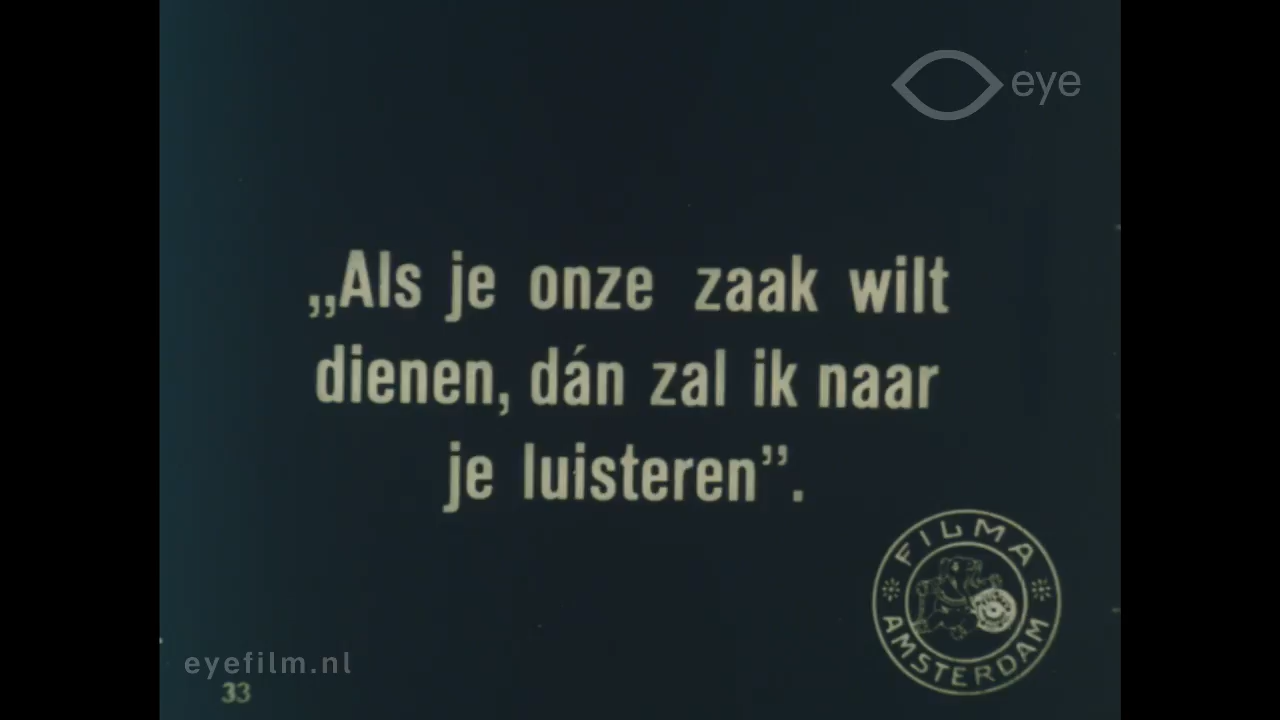 eye
„Als je onze zaak wilt
dienen, dán zal ik naar
je luisteren”.
FILMA
AMSTERDAM
eyefilm.nl
33